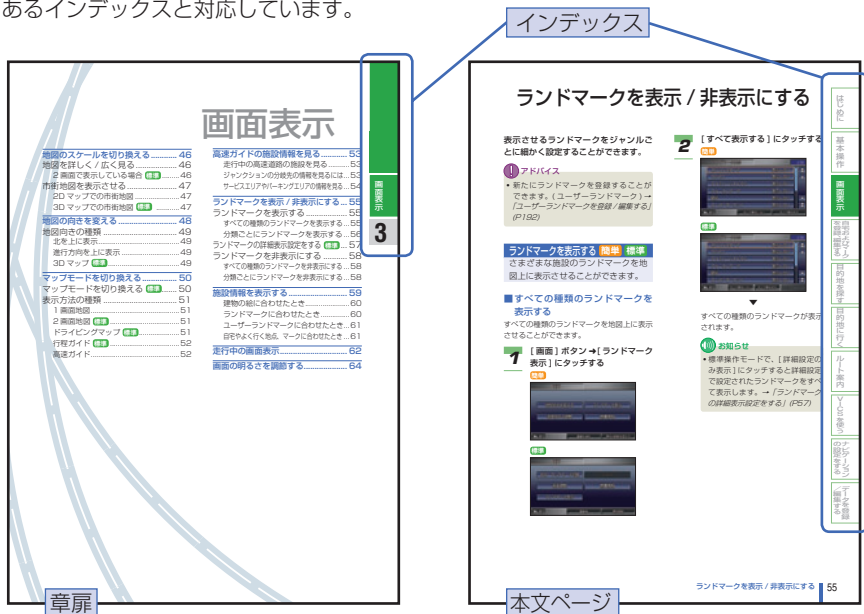 あるインデックスと対応しています。
インデックス
画面表示
地図のスケールを切り換える 46
地図を詳しく / 広く見る 46
2 画面で表示している場合 標準 46
市街地図を表示させる 47
2D マップでの市街地図 47
3D マップでの市街地図 標準 47
地図の向きを変える 48
地図向きの種類 49
北を上に表示 49
進行方向を上に表示 49
3D マップ 標準 49
マップモードを切り換える 50
マップモードを切り換える 標準 50
表示方法の種類 51
1 画面地図 51
2 画面地図 標準 51
ドライビングマップ 標準 51
行程ガイド 標準 52
高速ガイド 52
高速ガイドの施設情報を見る 53
走行中の高速道路の施設を見る 53
ジャンクションの分岐先の情報を見るには 53
サービスエリアやパーキングエリアの情報を見る 54
ランドマークを表示 / 非表示にする 55
ランドマークを表示する 55
すべての種類のランドマークを表示する 55
分類ごとにランドマークを表示する 56
ランドマークの詳細表示設定をする 標準 57
ランドマークを非表示にする 58
すべての種類のランドマークを非表示にする 58
分類ごとにランドマークを非表示にする 58
施設情報を表示する 59
建物の絵に合わせたとき 60
ランドマークに合わせたとき 60
ユーザーランドマークに合わせたとき 61
自宅やよく行く地点、マークに合わせたとき 61
走行中の画面表示 62
画面の明るさを調節する 64
画面表示
3
章扉
ランドマークを表示 / 非表示にする
表示させるランドマークをジャンルご
とに細かく設定することができます。
アドバイス
• 新たにランドマークを登録することが
できます。( ユーザーランドマーク ) →
「ユーザーランドマークを登録 / 編集する」
(P192)
ランドマークを表示する 簡単 標準
さまざまな施設のランドマークを地
図上に表示させることができます。
■すべての種類のランドマークを
表示する
すべての種類のランドマークを地図上に表示
させることができます。
1 [ 画面 ] ボタン ➔[ ランドマーク
表示 ] にタッチする
簡単
標準
2 [ すべて表示する ] にタッチする
簡単
標準
▼
すべての種類のランドマークが表示
されます。
お知らせ
• 標準操作モードで、[ 詳細設定の
み表示 ] にタッチすると詳細設定
で設定されたランドマークをすべ
て表示します。→「ランドマーク
の詳細表示設定をする」(P57)
はじめに
基本操作
画面表示
自宅およびマーク
を登録/編集する
目的地を探す
目的地に行く
ルート案内
VICSを使う
ナビゲーション
の設定をする
データを登録
/編集する
ランドマークを表示 / 非表示にする 55
本文ページ